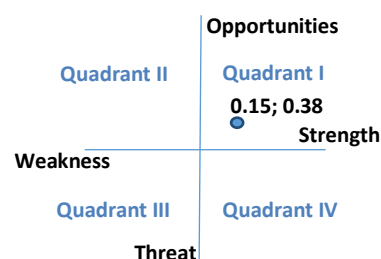 Opportunities
Quadrant II
Quadrant I
0.15; 0.38
Strength
Weakness
Quadrant III
Quadrant IV
Threat